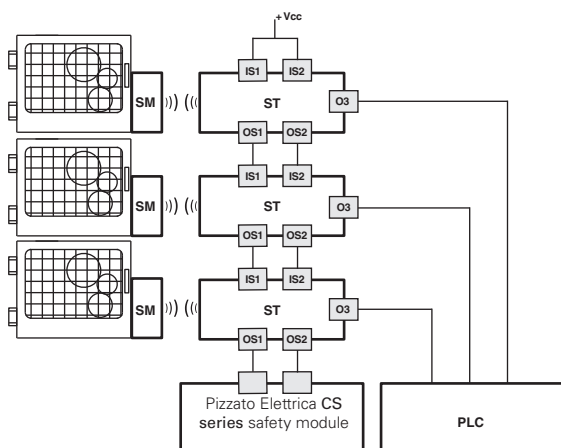 +Vcc
IS1 IS2
SM ST O3
OS1 OS2
IS1 IS2
SM ST O3
OS1 OS2
IS1 IS2
SM ST O3
OS1 OS2
Pizzato Elettrica CS
series safety module
PLC